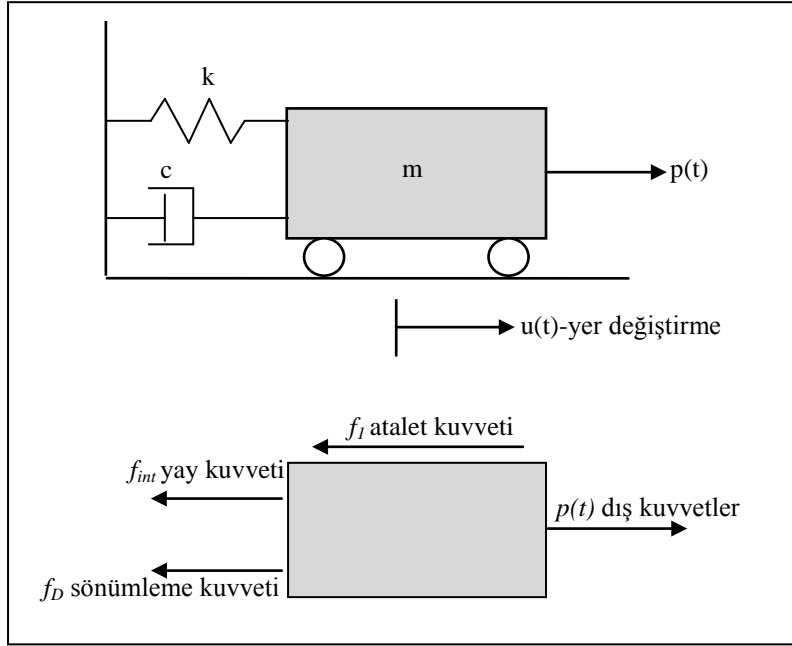 k
c
m
p(t)
u(t)-yer değiştirme
f_I atalet kuvveti
f_int yay kuvveti
p(t) dış kuvvetler
f_D sönümleme kuvveti